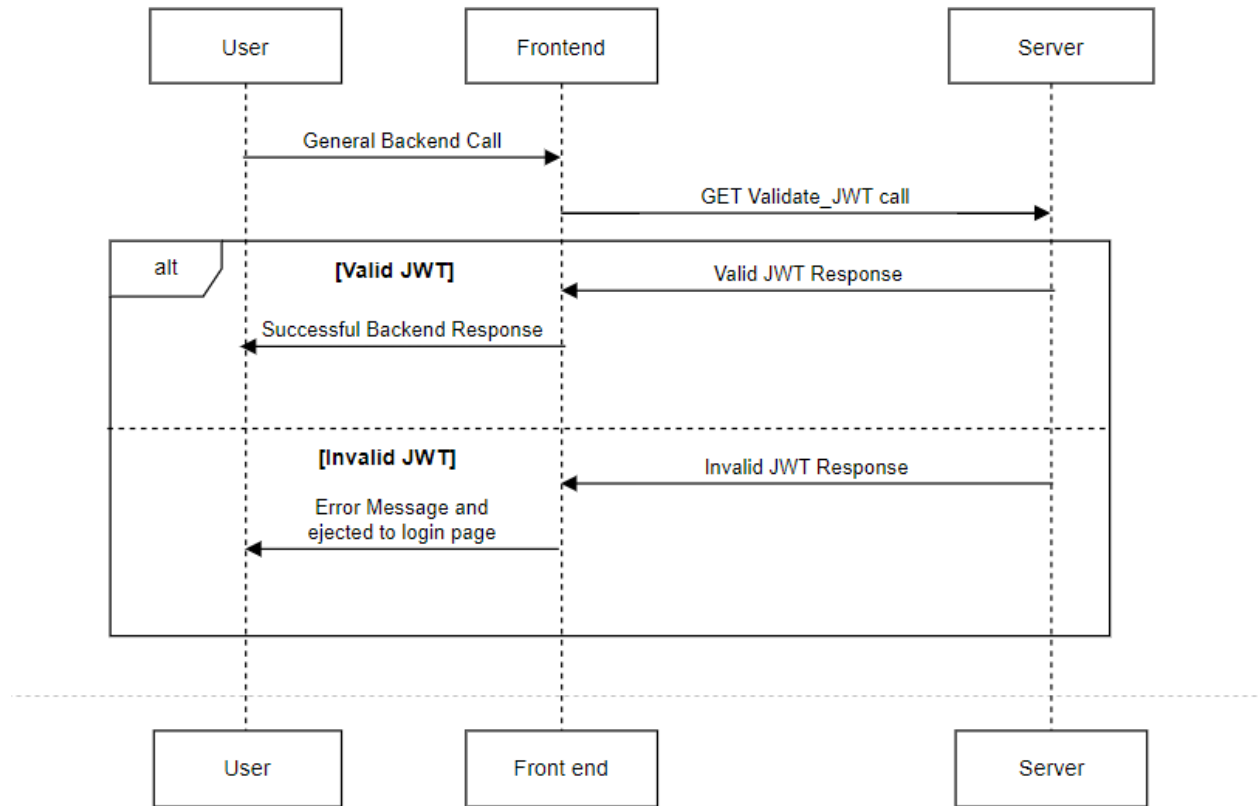 User
Frontend
Server
General Backend Call
GET Validate_JWT call
alt
[Valid JWT]
Valid JWT Response
Successful Backend Response
[Invalid JWT]
Invalid JWT Response
Error Message and
ejected to login page
User
Front end
Server